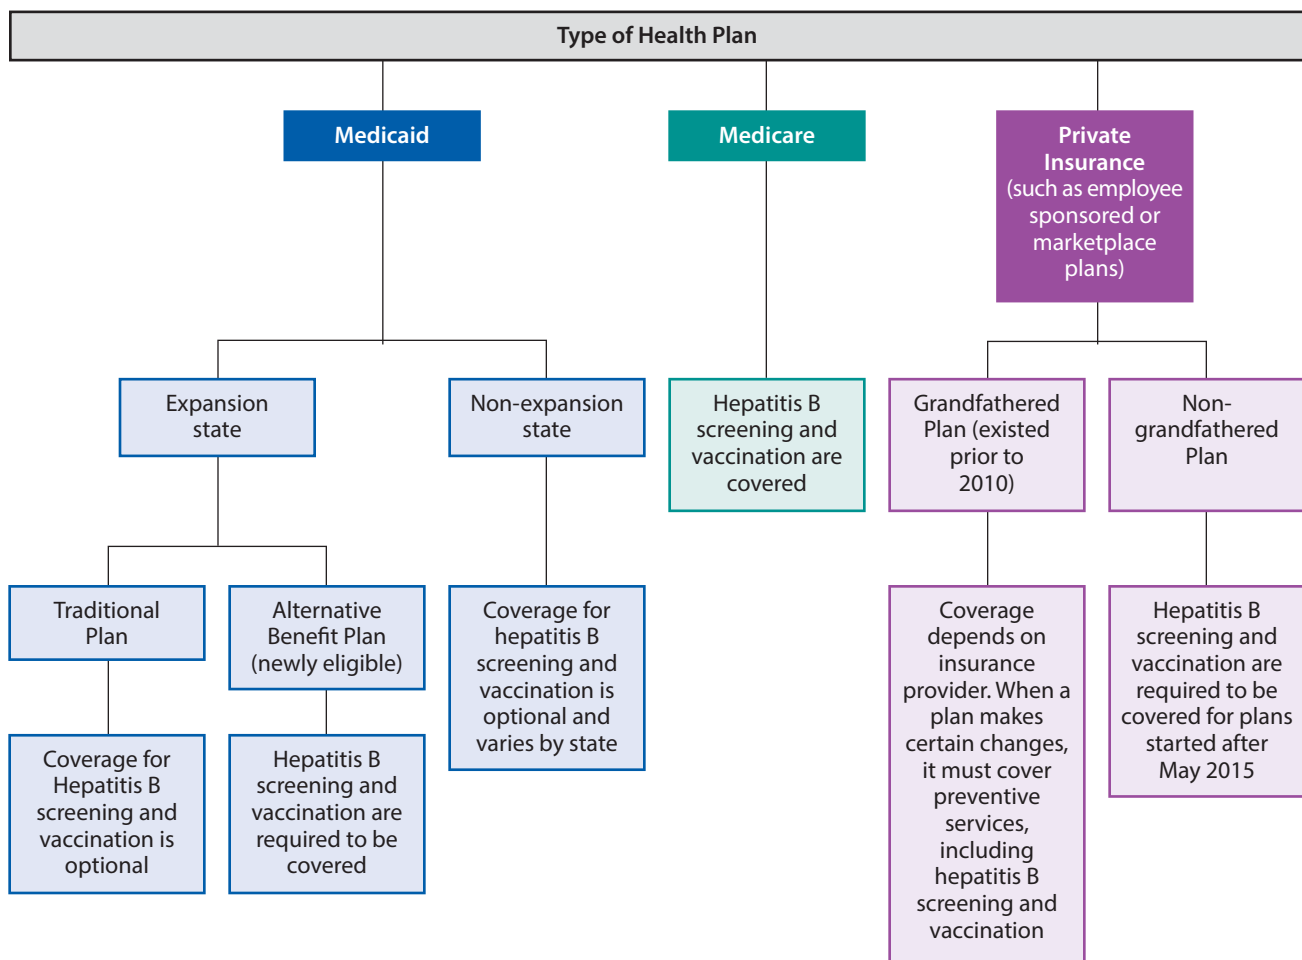 Type of Health Plan
Medicaid
Medicare
Private
Insurance
(such as employee
sponsored or
marketplace
plans)
Expansion
state
Non-expansion
state
Hepatitis B
screening and
vaccination are
covered
Grandfathered
Plan (existed
prior to
2010)
Non-
grandfathered
Plan
Traditional
Plan
Alternative
Benefit Plan
(newly eligible)
Coverage for
hepatitis B
screening and
vaccination is
optional and
varies by state
Coverage
depends on
insurance
provider. When a
plan makes
certain changes,
it must cover
preventive
services,
including
hepatitis B
screening and
vaccination
Hepatitis B
screening and
vaccination are
required to be
covered for plans
started after
May 2015
Coverage for
Hepatitis B
screening and
vaccination is
optional
Hepatitis B
screening and
vaccination are
required to be
covered